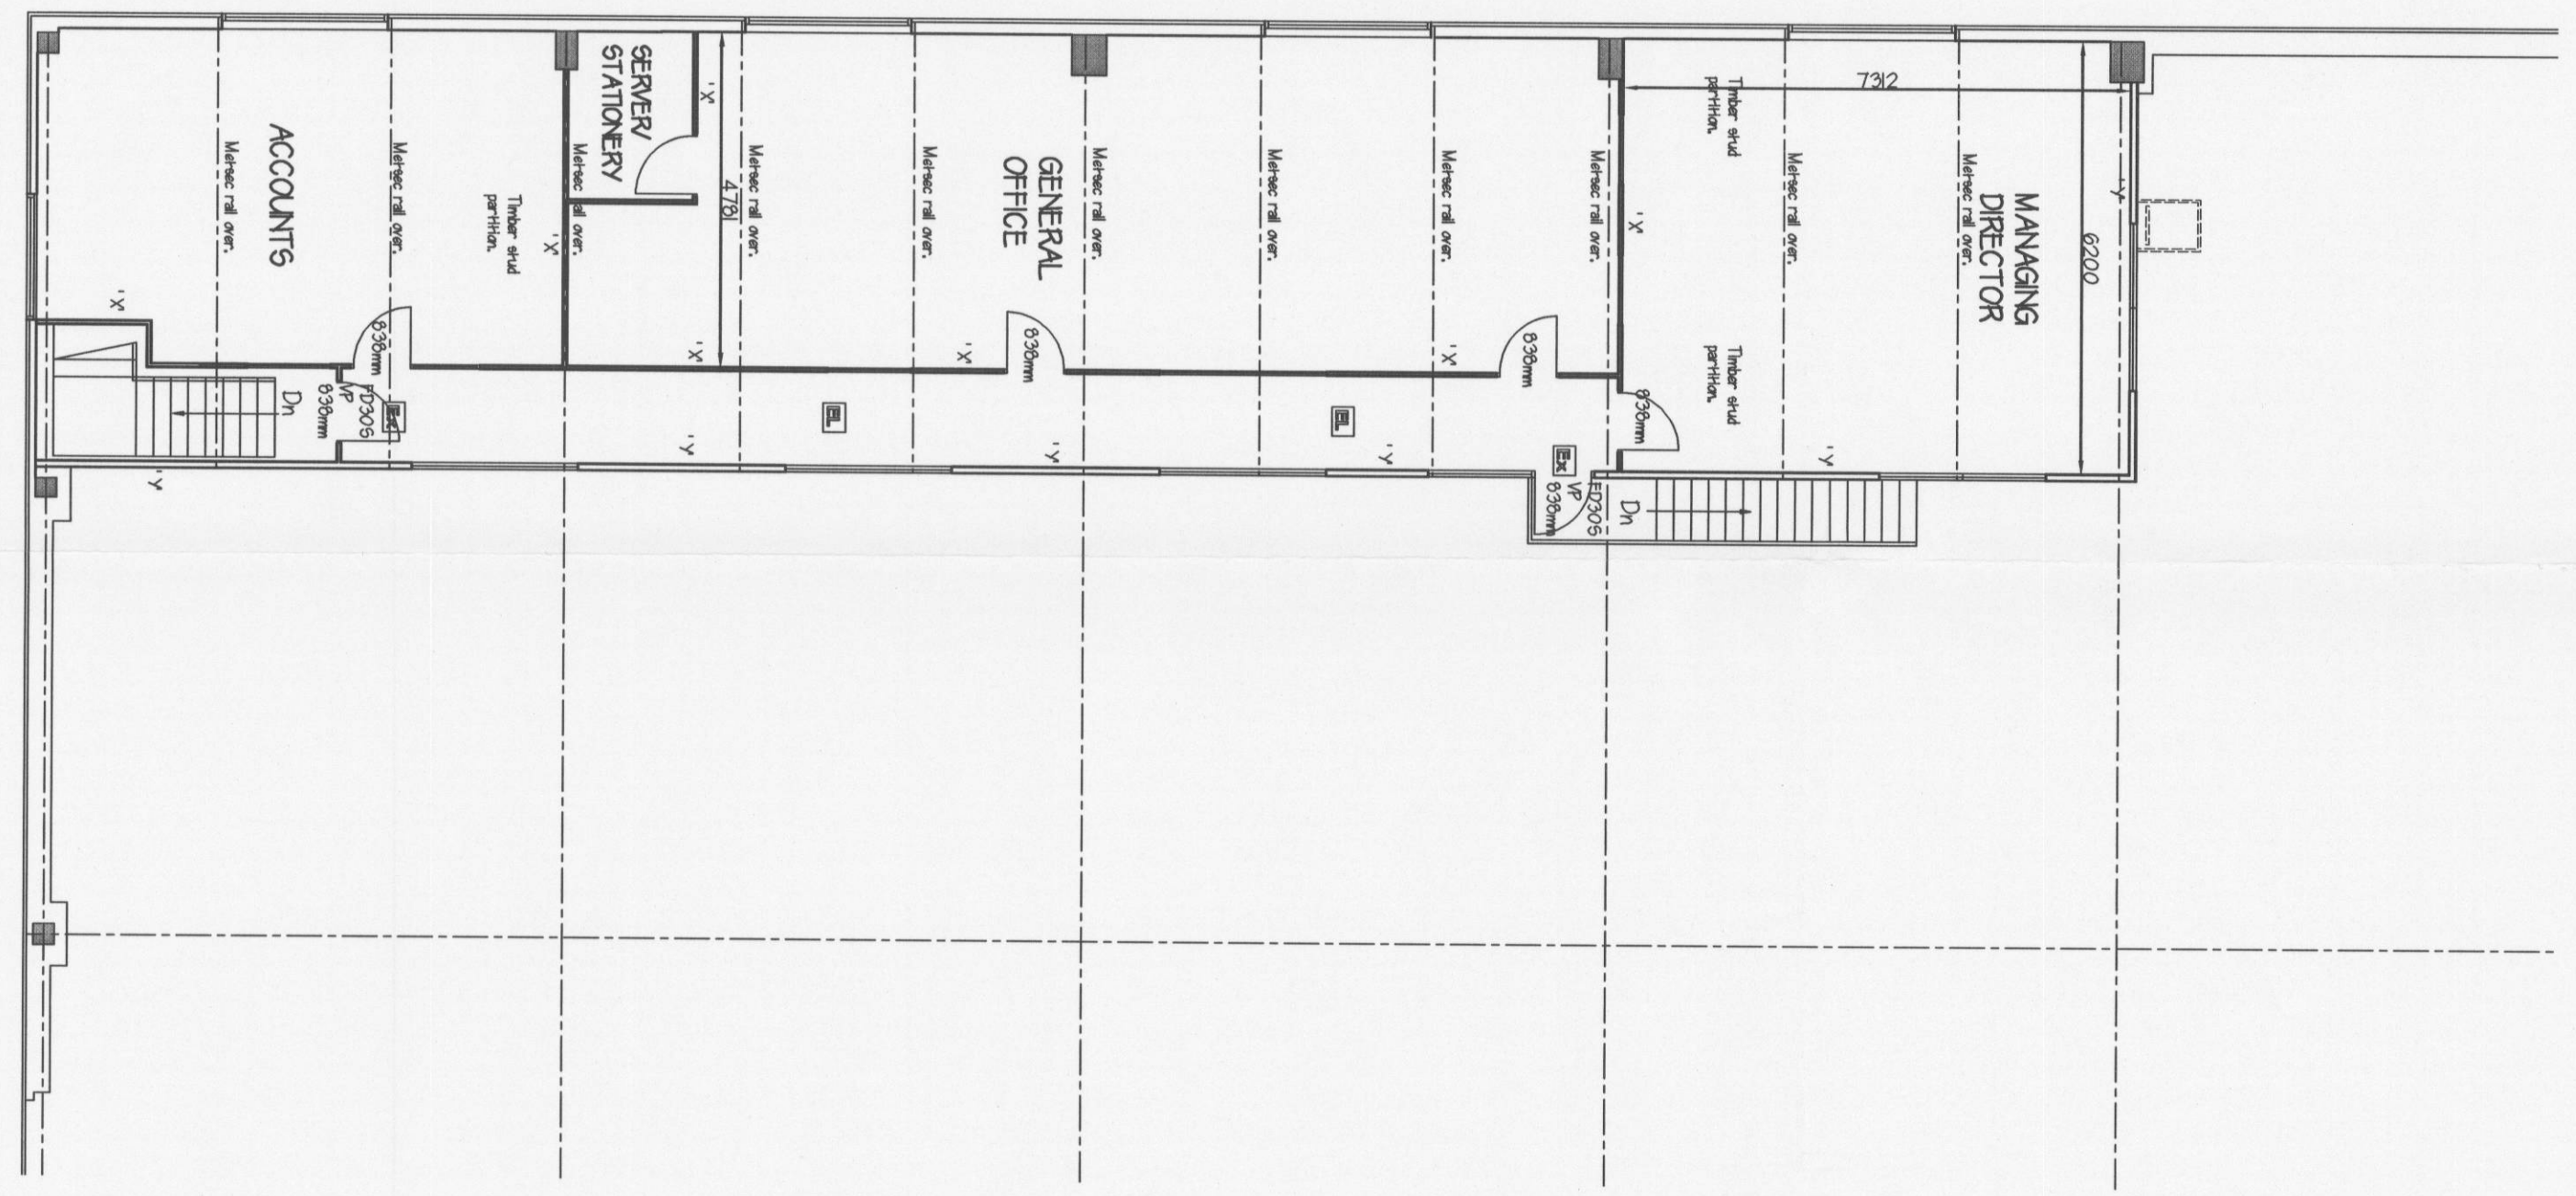 ACCOUNTS
Metsec rail over.
Metsec rail over.
Timber stud
partition.
'X'
'X'
838mm
Dn
FD30S
VP
838mm
Ex
'Y'
SERVER/
STATIONERY
Metsec rail over.
'X'
4781
Metsec rail over.
'X'
'Y'
EL
Metsec rail over.
GENERAL
OFFICE
'X'
838mm
Metsec rail over.
'Y'
Metsec rail over.
EL
Metsec rail over.
'X'
'Y'
838mm
Metsec rail over.
Ex
FD30S
VP
838mm
Dn
'X'
838mm
7312
Timber stud
partition.
Timber stud
partition.
Metsec rail over.
'Y'
Metsec rail over.
MANAGING
DIRECTOR
6200
'Y'